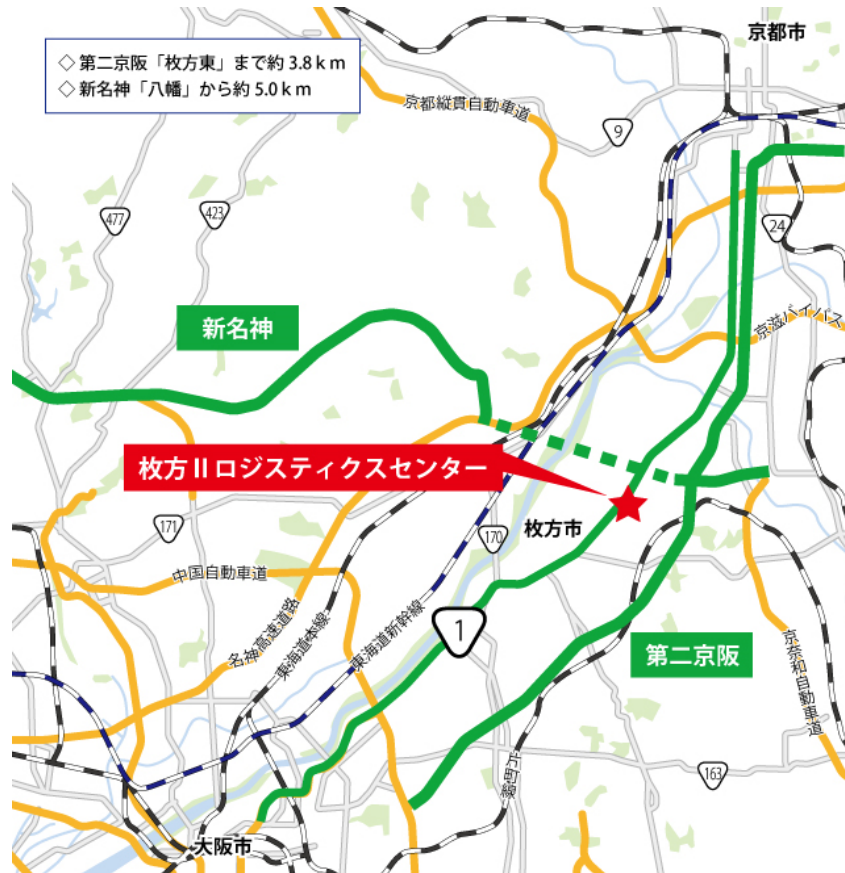 京都市
◇ 第二京阪「枚方東」まで約 3.8ｋｍ
◇ 新名神「八幡」から約 5.0ｋｍ
京都縦貫自動車道
9
477
423
24
新名神
京滋バイパス
枚方Ⅱロジスティクスセンター
171
170
枚方市
中国自動車道
名神高速道路
東海道本線
東海道新幹線
1
第二京阪
京奈和自動車道
片町線
163
大阪市